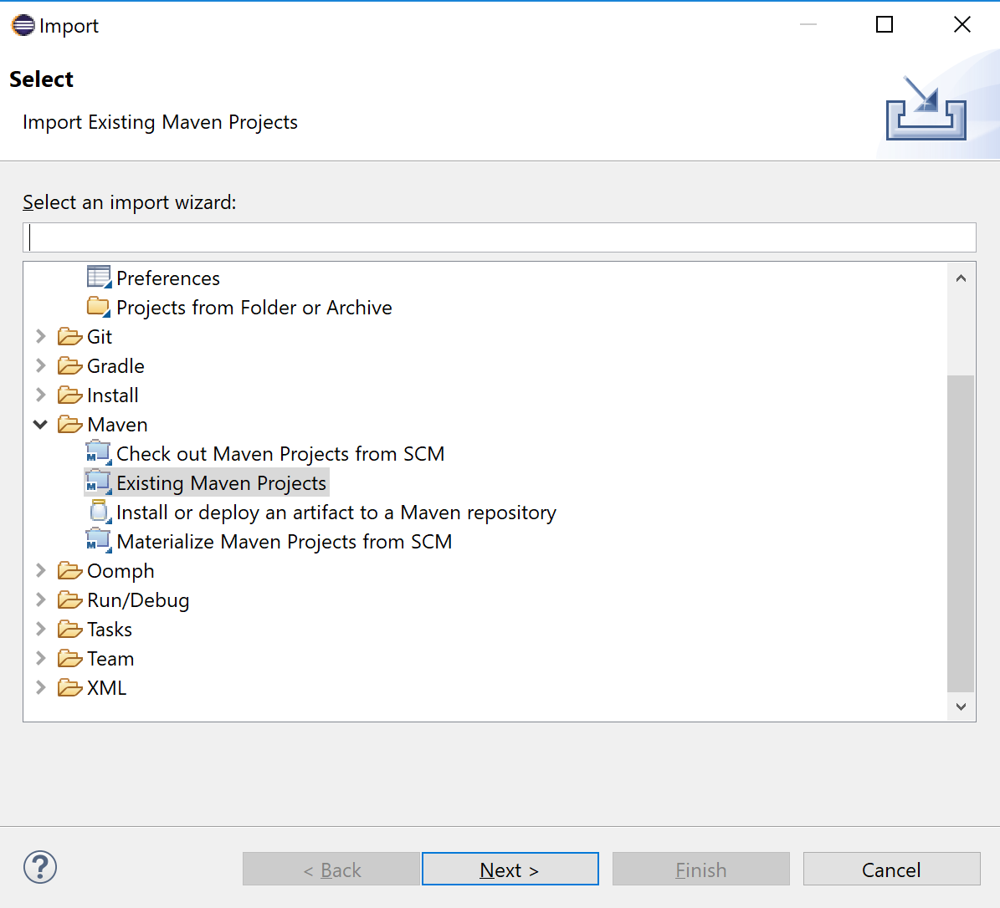 Import
Select
Import Existing Maven Projects
Select an import wizard:
Preferences
Projects from Folder or Archive
Git
Gradle
Install
Maven
Check out Maven Projects from SCM
Existing Maven Projects
Install or deploy an artifact to a Maven repository
Materialize Maven Projects from SCM
Oomph
Run/Debug
Tasks
Team
XML
? < Back Next > Finish Cancel